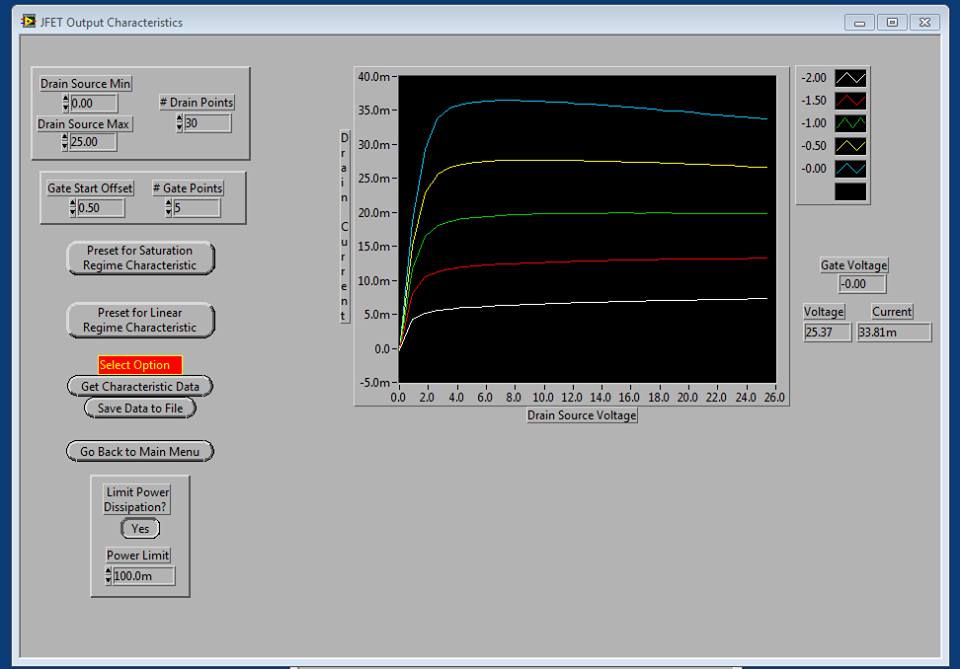 JFET Output Characteristics
Drain Source Min
0.00
# Drain Points
30
Drain Source Max
25.00
Gate Start Offset
0.50
# Gate Points
5
Preset for Saturation
Regime Characteristic
Preset for Linear
Regime Characteristic
Select Option
Get Characteristic Data
Save Data to File
Go Back to Main Menu
Limit Power
Dissipation?
Yes
Power Limit
100.0m
Drain Current
40.0m
35.0m
30.0m
25.0m
20.0m
15.0m
10.0m
5.0m
0.0
-5.0m
0.0 2.0 4.0 6.0 8.0 10.0 12.0 14.0 16.0 18.0 20.0 22.0 24.0 26.0
Drain Source Voltage
-2.00
-1.50
-1.00
-0.50
-0.00
Gate Voltage
-0.00
Voltage
25.37
Current
33.81m